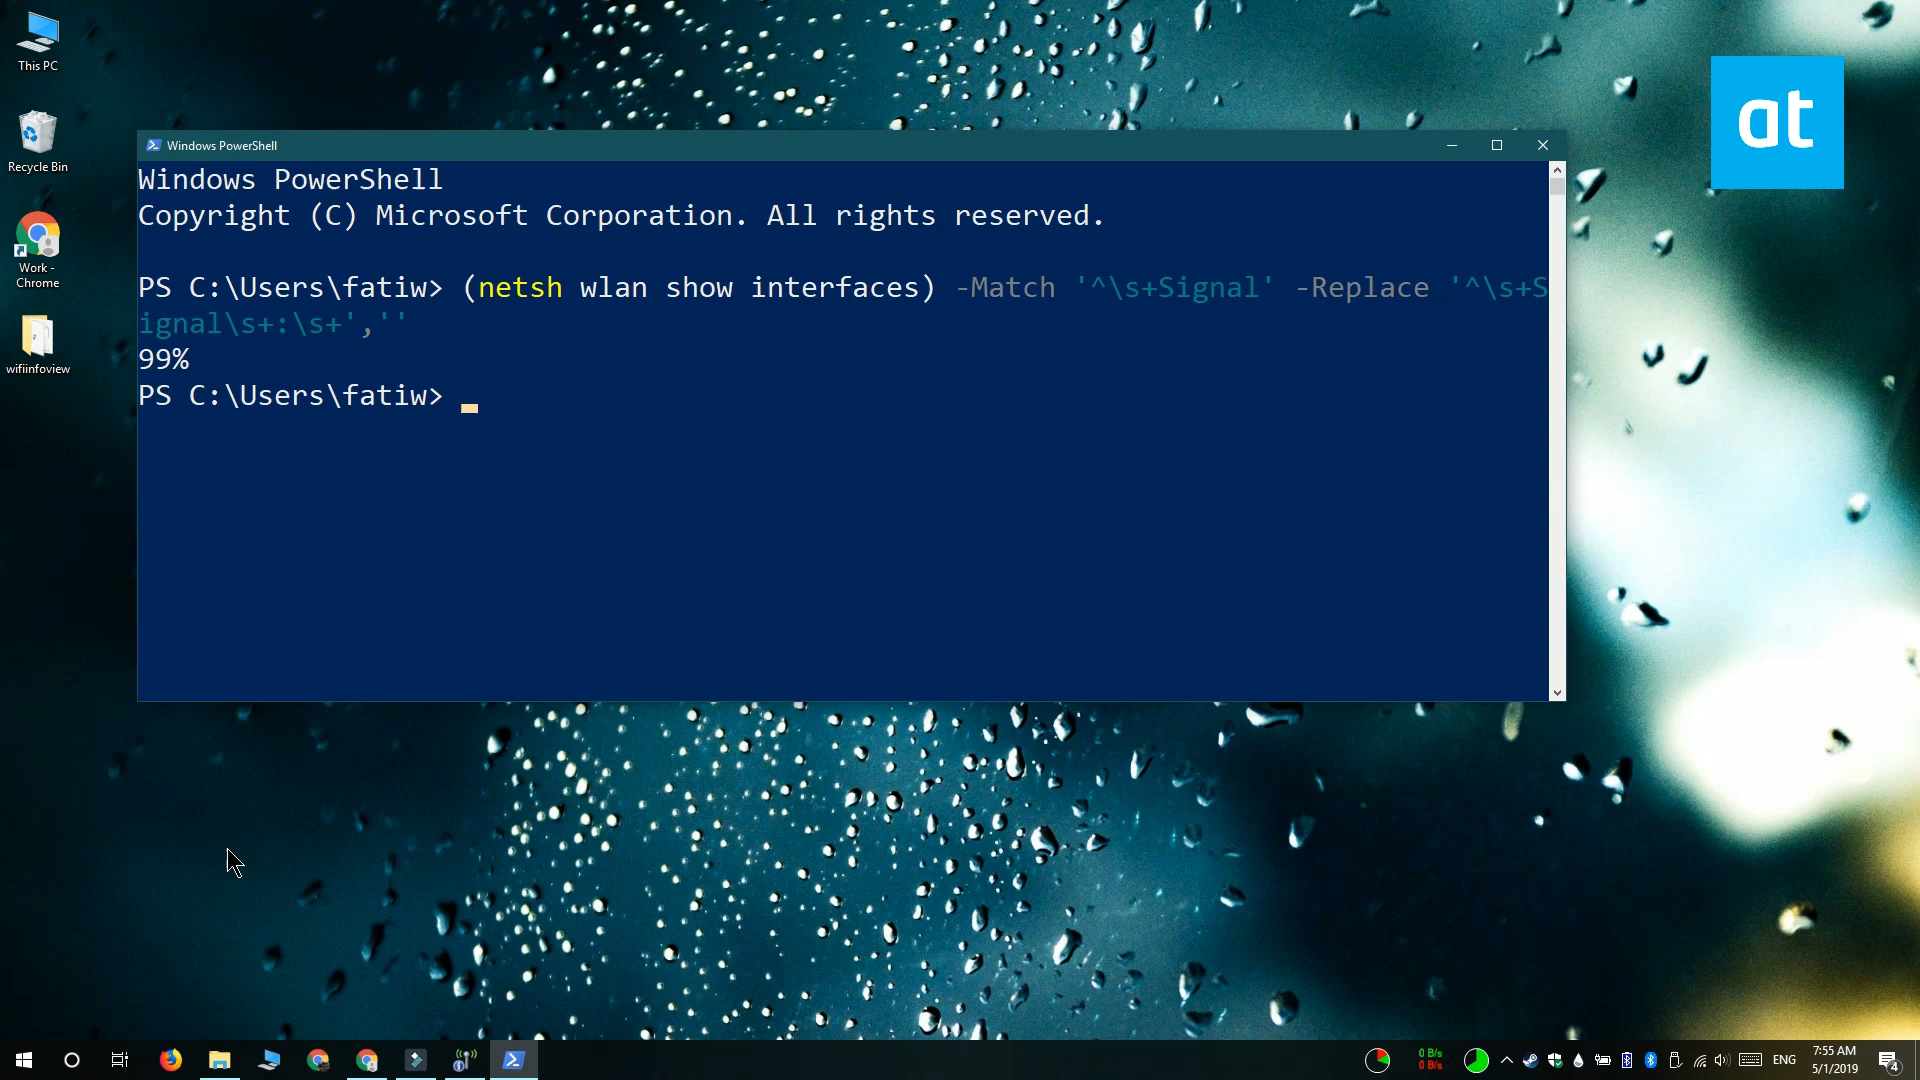 This PC
Recycle Bin
Work -
Chrome
wifiinfoview
at
Windows PowerShell
Windows PowerShell
Copyright (C) Microsoft Corporation. All rights reserved.
PS C:\Users\fatiw> (netsh wlan show interfaces) -Match '^\s+Signal' -Replace '^\s+S
ignal\s+:\s+',''
99%
PS C:\Users\fatiw>
0 B/s
0 B/s
ENG
7:55 AM
5/1/2019
4